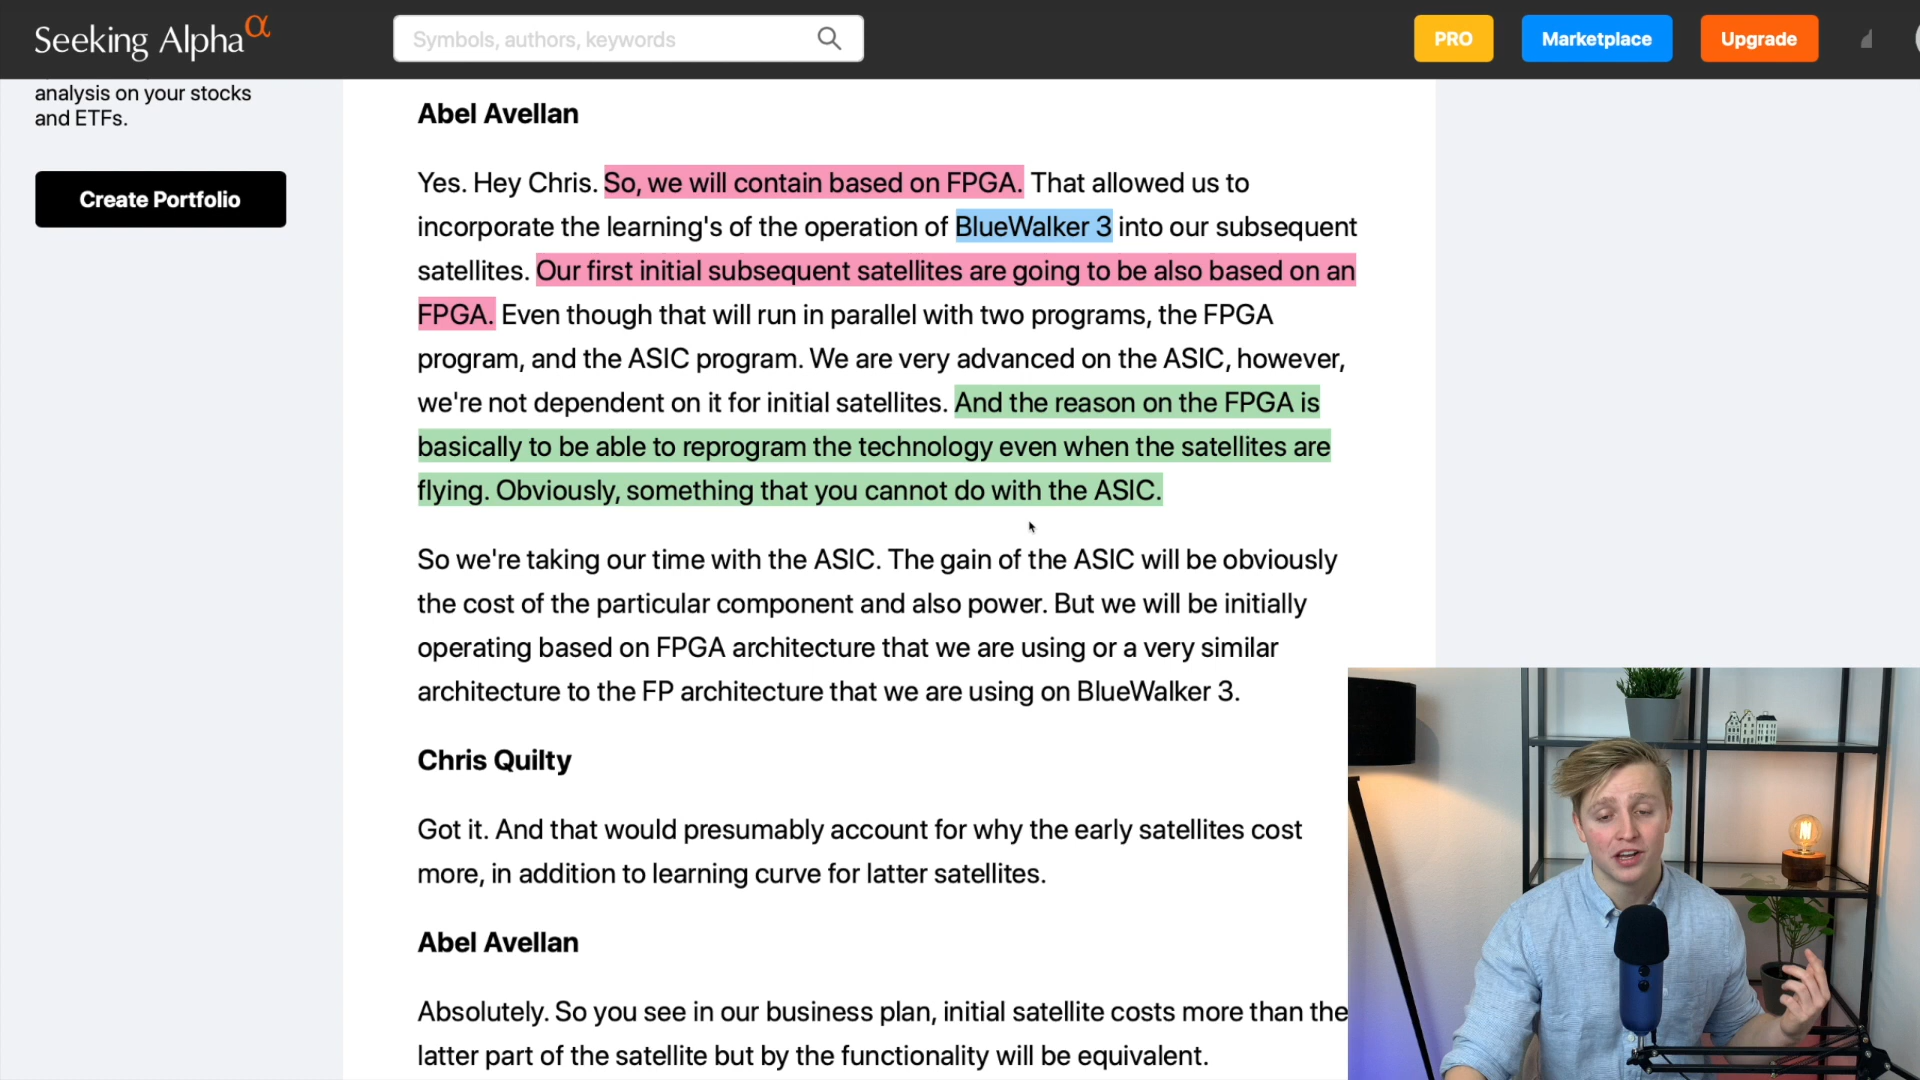 Seeking Alpha α
Symbols, authors, keywords
PRO
Marketplace
Upgrade
analysis on your stocks
and ETFs.
Create Portfolio
Abel Avellan
Yes. Hey Chris. So, we will contain based on FPGA. That allowed us to
incorporate the learning's of the operation of BlueWalker 3 into our subsequent
satellites. Our first initial subsequent satellites are going to be also based on an
FPGA. Even though that will run in parallel with two programs, the FPGA
program, and the ASIC program. We are very advanced on the ASIC, however,
we're not dependent on it for initial satellites. And the reason on the FPGA is
basically to be able to reprogram the technology even when the satellites are
flying. Obviously, something that you cannot do with the ASIC.
So we're taking our time with the ASIC. The gain of the ASIC will be obviously
the cost of the particular component and also power. But we will be initially
operating based on FPGA architecture that we are using or a very similar
architecture to the FP architecture that we are using on BlueWalker 3.
Chris Quilty
Got it. And that would presumably account for why the early satellites cost
more, in addition to learning curve for latter satellites.
Abel Avellan
Absolutely. So you see in our business plan, initial satellite costs more than the
latter part of the satellite but by the functionality will be equivalent.